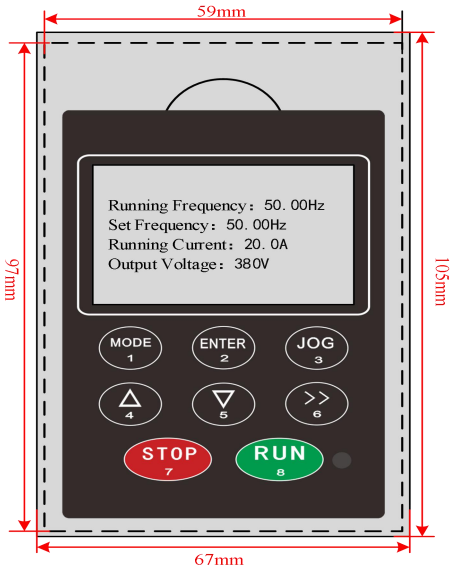 59mm
97mm
105mm
Running Frequency: 50.00Hz
Set Frequency: 50.00Hz
Running Current: 20.0A
Output Voltage: 380V
MODE
1
ENTER
2
JOG
3
4
5
>>
6
STOP
7
RUN
8
67mm